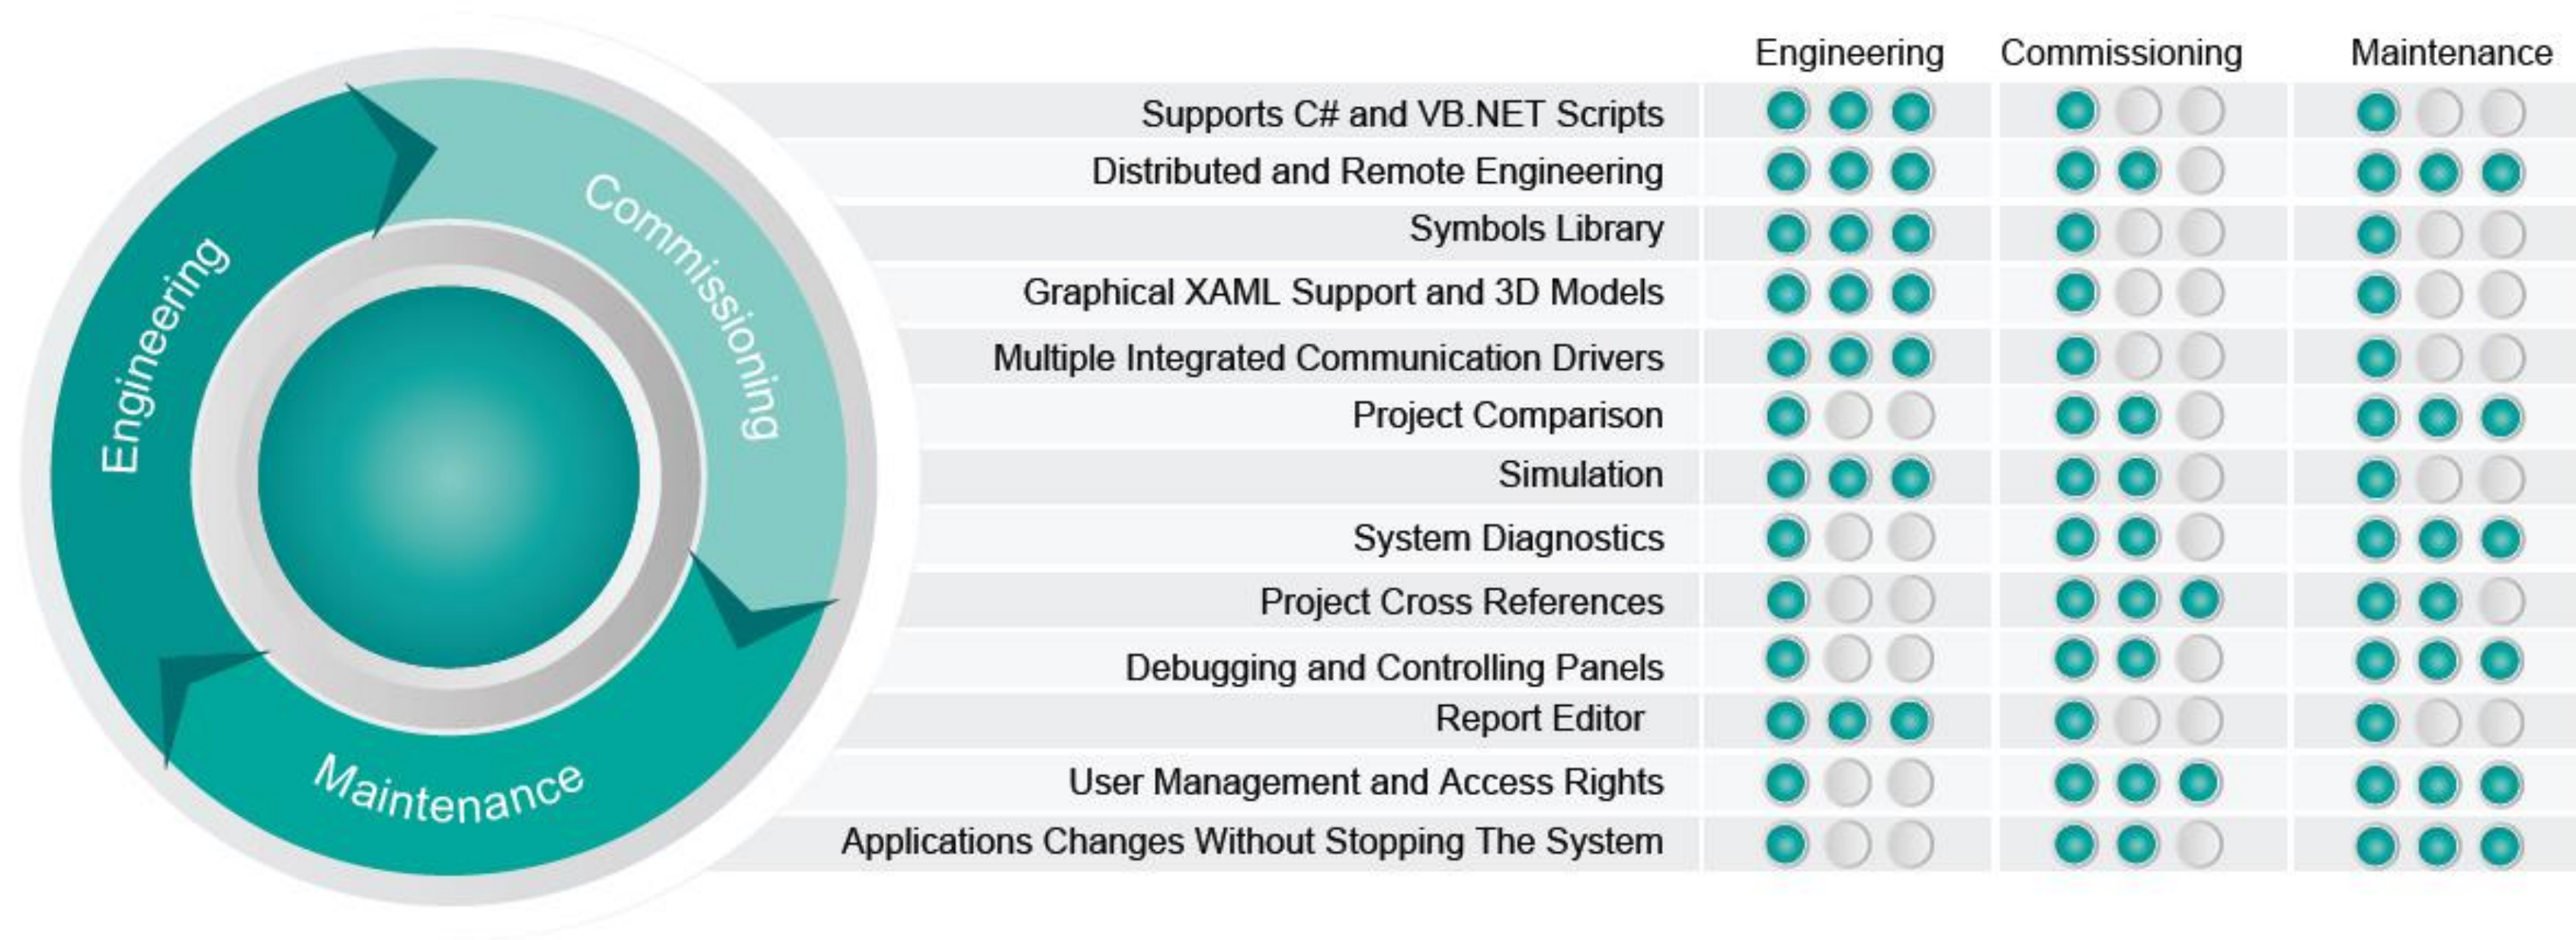 Engineering
Commissioning
Maintenance
Engineering Commissioning Maintenance
Supports C# and VB.NET Scripts
Distributed and Remote Engineering
Symbols Library
Graphical XAML Support and 3D Models
Multiple Integrated Communication Drivers
Project Comparison
Simulation
System Diagnostics
Project Cross References
Debugging and Controlling Panels
Report Editor
User Management and Access Rights
Applications Changes Without Stopping The System